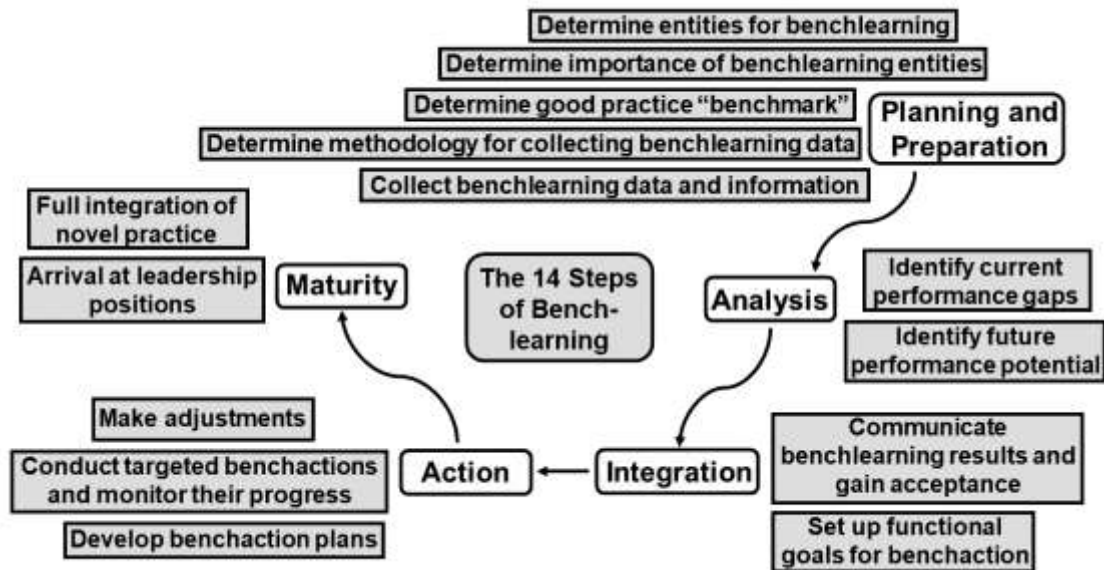 Determine entities for benchlearning
Determine importance of benchlearning entities
Determine good practice “benchmark”
Determine methodology for collecting benchlearning data
Collect benchlearning data and information
Planning and
Preparation
Full integration of
novel practice
Arrival at leadership
positions
Maturity
The 14 Steps
of Bench-
learning
Analysis
Identify current
performance gaps
Identify future
performance potential
Make adjustments
Conduct targeted benchactions
and monitor their progress
Develop benchaction plans
Action
Integration
Communicate
benchlearning results and
gain acceptance
Set up functional
goals for benchaction